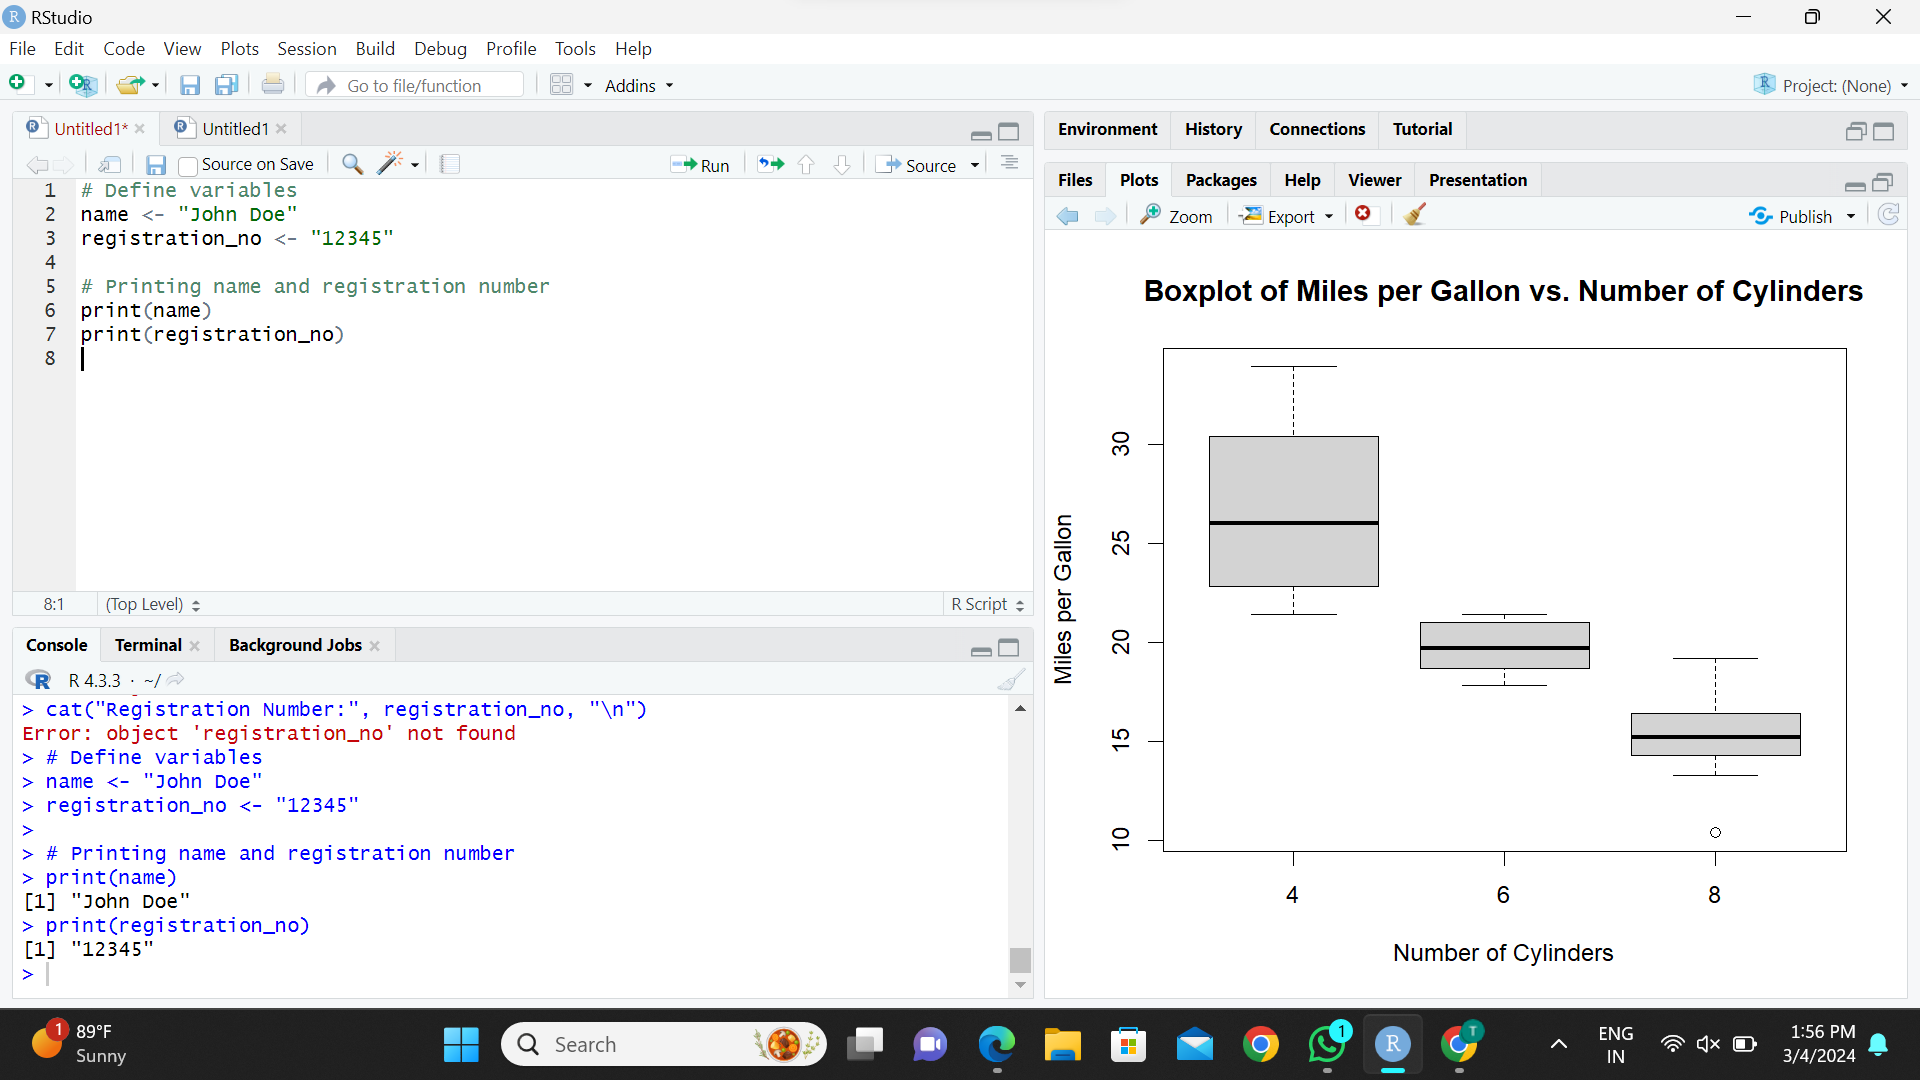 RStudio
File Edit Code View Plots Session Build Debug Profile Tools Help
Go to file/function Addins Project: (None)
Untitled1* Untitled1
Source on Save Run Source
1 # Define variables
2 name <- "John Doe"
3 registration_no <- "12345"
4
5 # Printing name and registration number
6 print(name)
7 print(registration_no)
8
8:1 (Top Level) R Script
Console Terminal Background Jobs
R 4.3.3 · ~/
> cat("Registration Number:", registration_no, "\n")
Error: object 'registration_no' not found
> # Define variables
> name <- "John Doe"
> registration_no <- "12345"
>
> # Printing name and registration number
> print(name)
[1] "John Doe"
> print(registration_no)
[1] "12345"
>
Environment History Connections Tutorial
Files Plots Packages Help Viewer Presentation
Zoom Export Publish
Boxplot of Miles per Gallon vs. Number of Cylinders
Miles per Gallon
30
25
20
15
10
4 6 8
Number of Cylinders
1
89°F
Sunny
Search
1
R
T
ENG
IN
1:56 PM
3/4/2024